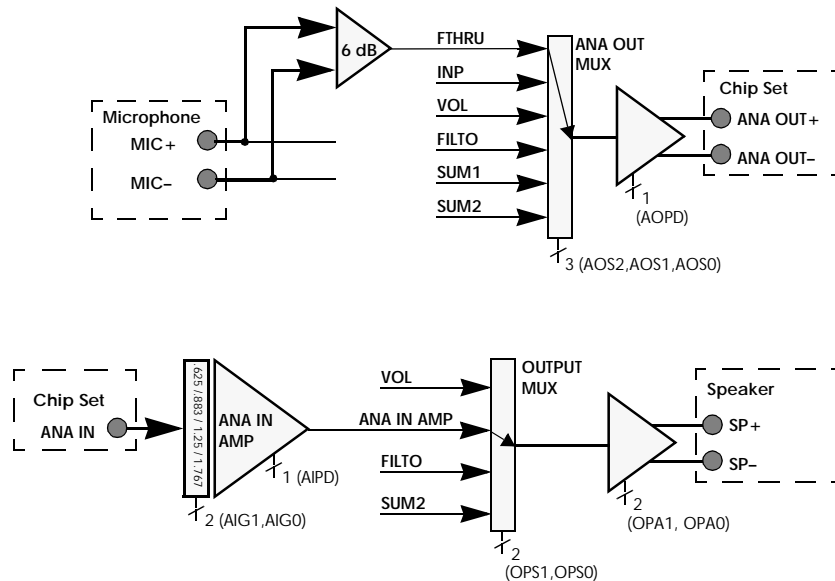 6 dB
FTHRU
INP
VOL
FILTO
SUM1
SUM2
ANA OUT
MUX
Chip Set
ANA OUT+
ANA OUT–
Microphone
MIC+
MIC–
1
(AOPD)
3 (AOS2,AOS1,AOS0)
Chip Set
ANA IN
.625 / .883 / 1.25 / 1.767
ANA IN
AMP
1 (AIPD)
2 (AIG1,AIG0)
VOL
ANA IN AMP
FILTO
SUM2
OUTPUT
MUX
2
(OPS1,OPS0)
2
(OPA1, OPA0)
Speaker
SP+
SP–